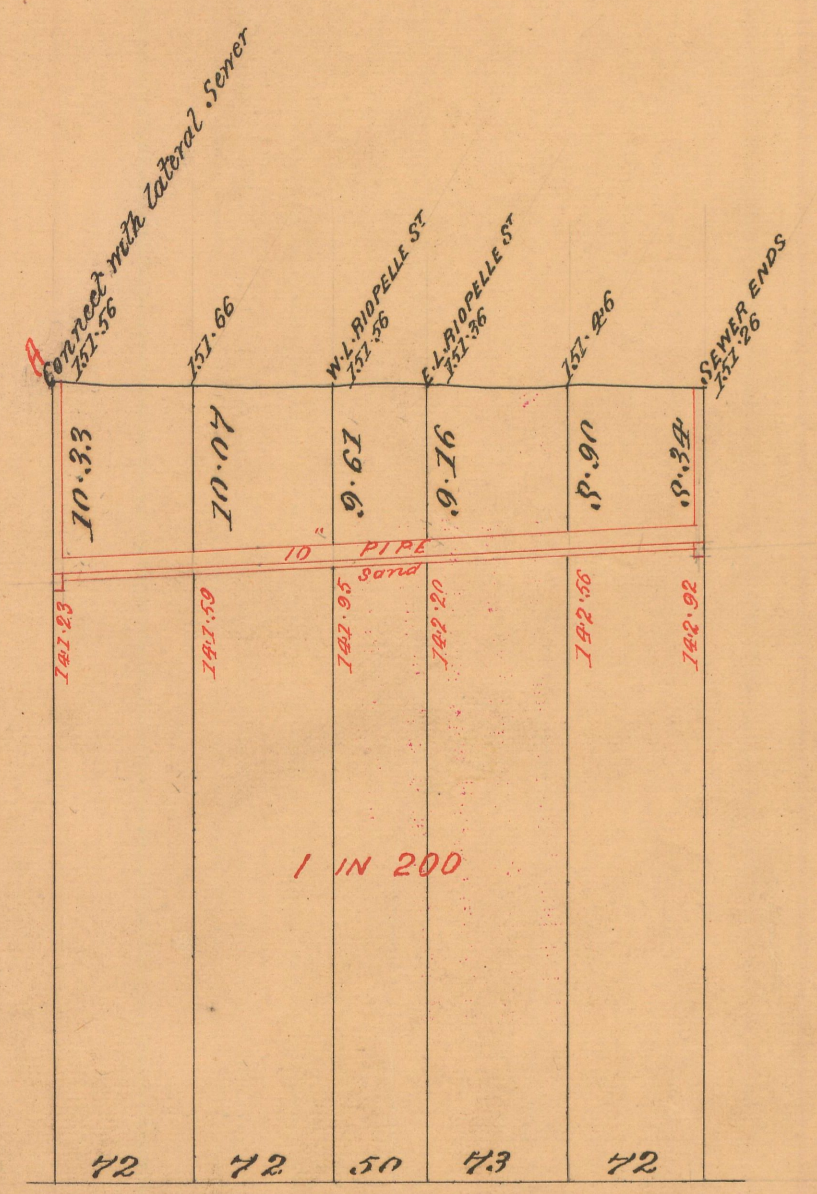 A
Connect with lateral Sewer
151.56
151.66
W.L. RIOPELLE ST
151.56
E.L. RIOPELLE ST
151.36
151.46
SEWER ENDS
151.26
10.33
10.07
9.61
9.16
8.90
8.34
10" PIPE
Sand
141.23
141.59
141.95
142.20
142.56
142.92
1 IN 200
72
72
50
73
72